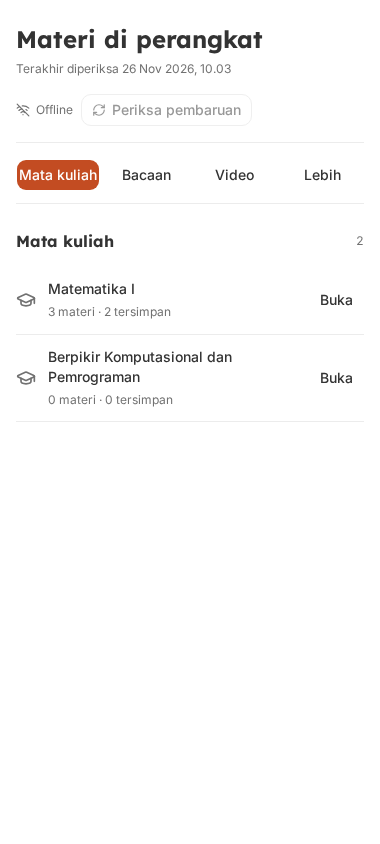 Materi di perangkat
Terakhir diperiksa 26 Nov 2026, 10.03
Offline
Periksa pembaruan
Mata kuliah
Bacaan
Video
Lebih
Mata kuliah
2
Matematika I
3 materi · 2 tersimpan
Buka
Berpikir Komputasional dan
Pemrograman
0 materi · 0 tersimpan
Buka